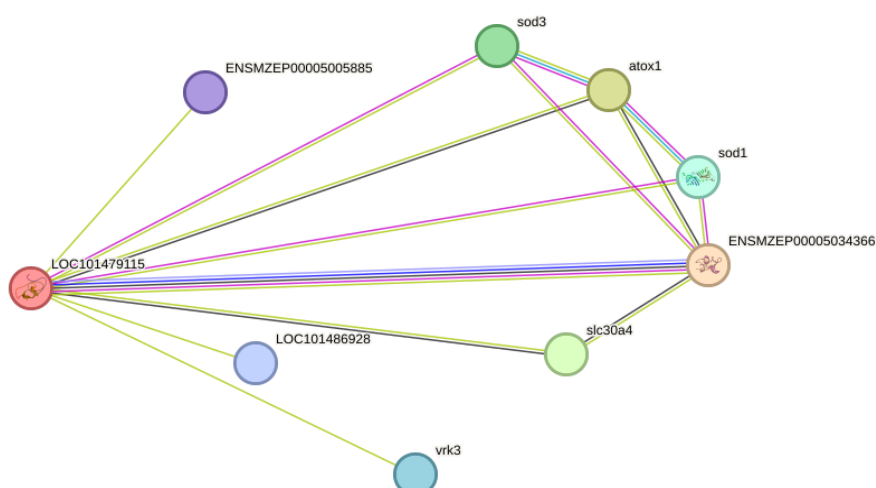 sod3
ENSMZEP00005005885
atox1
sod1
ENSMZEP00005034366
LOC101479115
slc30a4
LOC101486928
vrk3